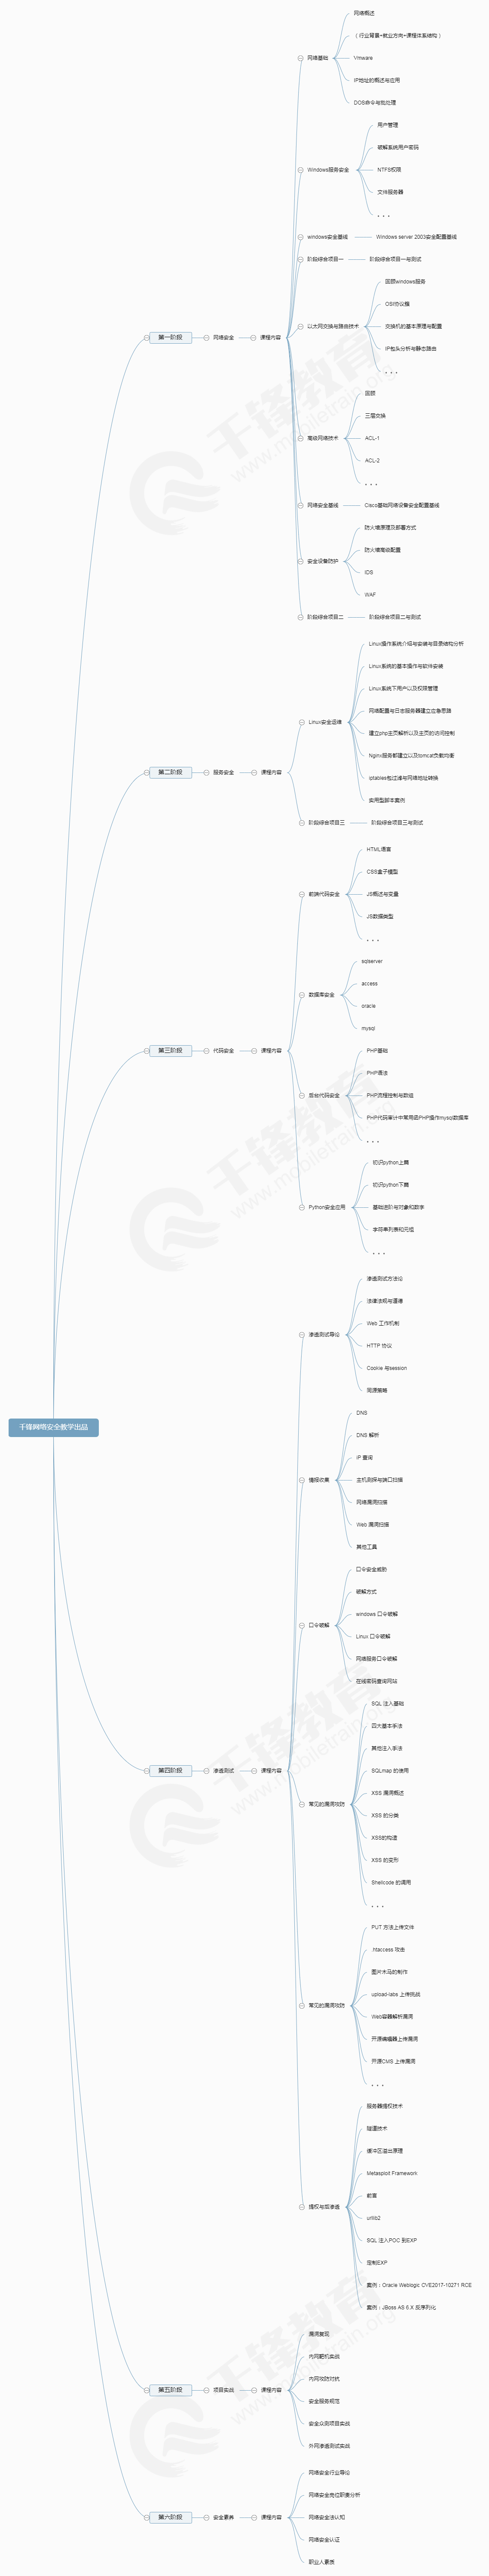 千锋网络安全教学出品
第一阶段
网络安全
课程内容
网络基础
网络概述
(行业背景+就业方向+课程体系结构)
Vmware
IP地址的概述与应用
DOS命令与批处理
Windows服务安全
用户管理
破解系统用户密码
NTFS权限
文件服务器
。。。
windows安全基线
Windows server 2003安全配置基线
阶段综合项目一
阶段综合项目一与测试
以太网交换与路由技术
回顾windows服务
OSI协议簇
交换机的基本原理与配置
IP包头分析与静态路由
。。。
高级网络技术
回顾
三层交换
ACL-1
ACL-2
。。。
网络安全基线
Cisco基础网络设备安全配置基线
安全设备防护
防火墙原理及部署方式
防火墙高级配置
IDS
WAF
阶段综合项目二
阶段综合项目二与测试
第二阶段
服务安全
课程内容
Linux安全运维
Linux操作系统介绍与安装与目录结构分析
Linux系统的基本操作与软件安装
Linux系统下用户以及权限管理
网络配置与日志服务器建立应急思路
建立php主页解析以及主页的访问控制
Nginx服务都建立以及tomcat负载均衡
iptables包过滤与网络地址转换
实用型脚本案例
阶段综合项目三
阶段综合项目三与测试
第三阶段
代码安全
课程内容
前端代码安全
HTML语言
CSS盒子模型
JS概述与变量
JS数据类型
。。。
数据库安全
sqlserver
access
oracle
mysql
后台代码安全
PHP基础
PHP语法
PHP流程控制与数组
PHP代码审计中常用函PHP操作mysql数据库
。。。
Python安全应用
初识python上篇
初识python下篇
基础进阶与对象和数字
字符串列表和元祖
。。。
第四阶段
渗透测试
课程内容
渗透测试导论
渗透测试方法论
法律法规与道德
Web 工作机制
HTTP 协议
Cookie 与session
同源策略
情报收集
DNS
DNS 解析
IP 查询
主机测探与端口扫描
网络漏洞扫描
Web 漏洞扫描
其他工具
口令破解
口令安全威胁
破解方式
windows 口令破解
Linux 口令破解
网络服务口令破解
在线密码查询网站
常见的漏洞攻防
SQL 注入基础
四大基本手法
其他注入手法
SQLmap 的使用
XSS 漏洞概述
XSS 的分类
XSS的构造
XSS 的变形
Shellcode 的调用
。。。
常见的漏洞攻防
PUT 方法上传文件
.htaccess 攻击
图片木马的制作
upload-labs 上传挑战
Web容器解析漏洞
开源编辑器上传漏洞
开源CMS 上传漏洞
。。。
提权与后渗透
服务器提权技术
隧道技术
缓冲区溢出原理
Metasploit Framework
前言
urllib2
SQL 注入POC 到EXP
定制EXP
案例：Oracle Weblogic CVE2017-10271 RCE
案例：JBoss AS 6.X 反序列化
第五阶段
项目实战
课程内容
漏洞复现
内网靶机实战
内网攻防对抗
安全服务规范
安全众测项目实战
外网渗透测试实战
第六阶段
安全素养
课程内容
网络安全行业导论
网络安全岗位职责分析
网络安全法认知
网络安全认证
职业人素质
千锋教育
www.mobiletrain.org
千锋教育
www.mobiletrain.org
千锋教育
www.mobiletrain.org
千锋教育
www.mobiletrain.org